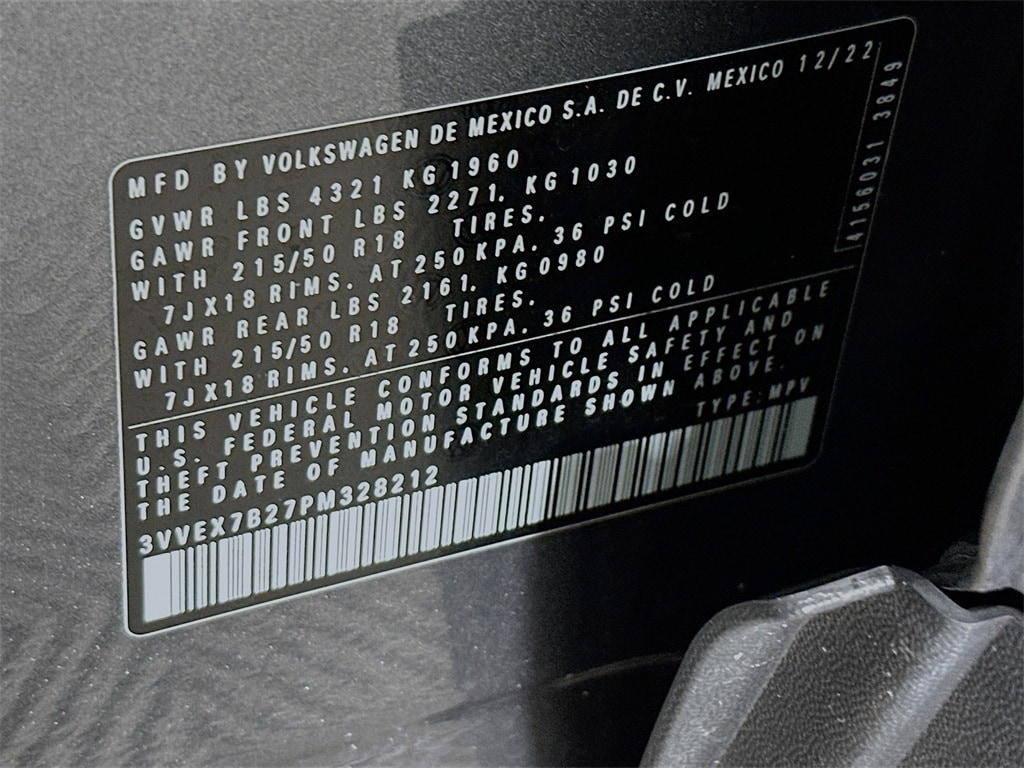 MFD BY VOLKSWAGEN DE MEXICO S.A. DE C.V. MEXICO 12/22
GVWR LBS 4321 KG 1960
GAWR FRONT LBS 2271. KG 1030
WITH 215/50 R18 TIRES.
7JX18 RIMS. AT 250 KPA. 36 PSI COLD
GAWR REAR LBS 2161. KG 0980
WITH 215/50 R18 TIRES.
7JX18 RIMS. AT 250 KPA. 36 PSI COLD
THIS VEHICLE CONFORMS TO ALL APPLICABLE
U.S. FEDERAL MOTOR VEHICLE SAFETY AND
THEFT PREVENTION STANDARDS IN EFFECT ON
THE DATE OF MANUFACTURE SHOWN ABOVE.
3VVEX7B27PM328212 TYPE: MPV
4156031 3849